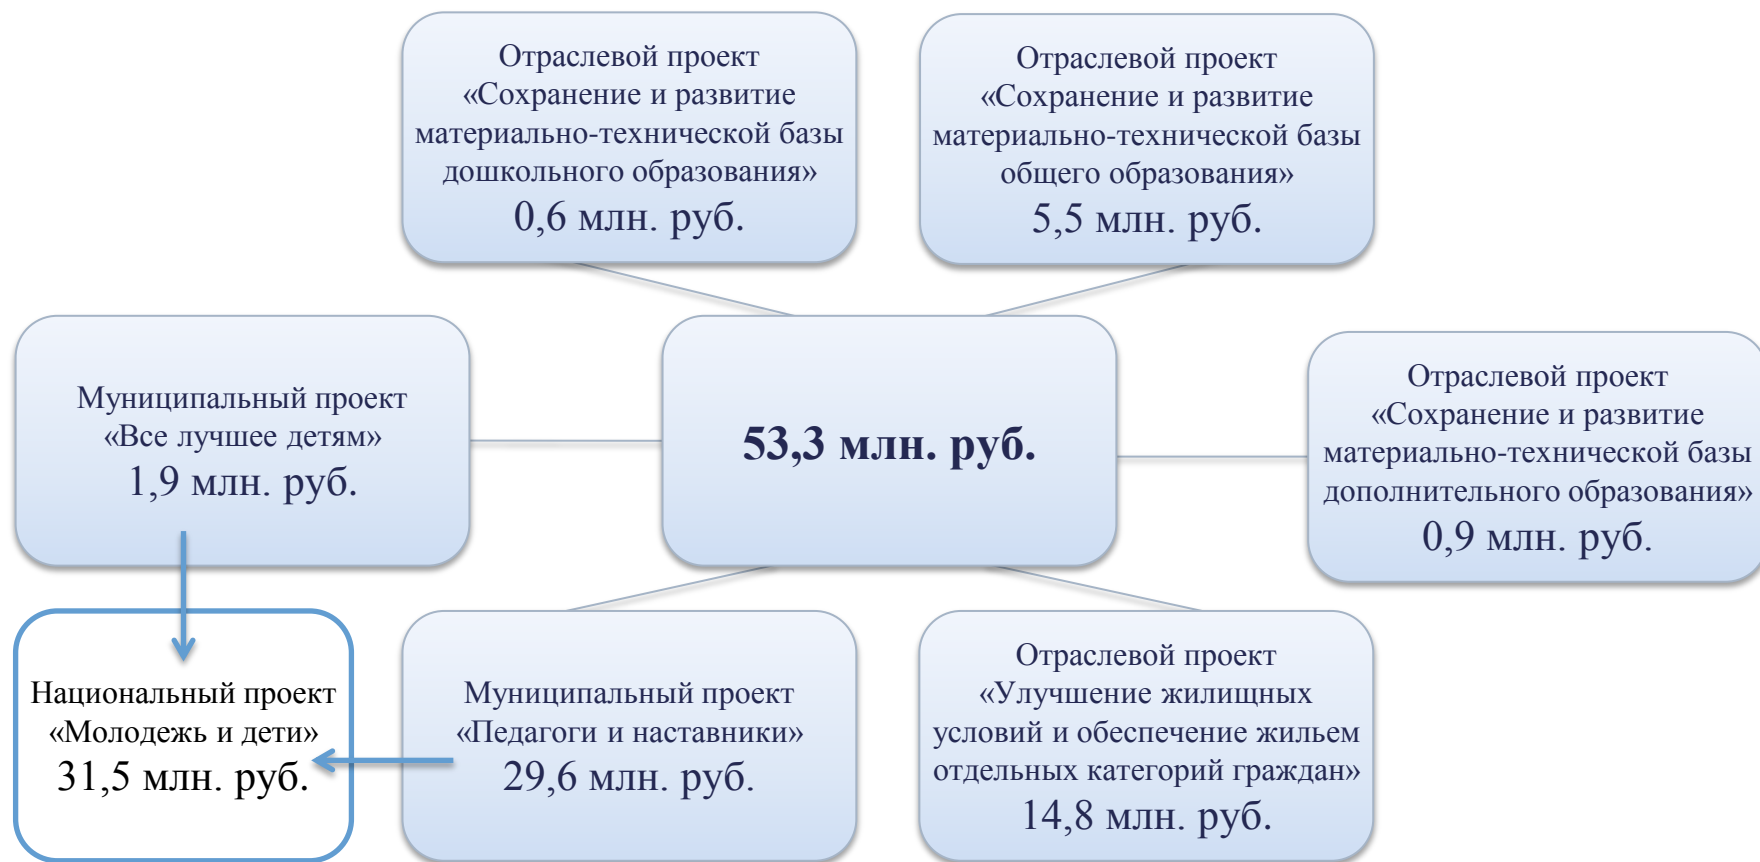 Отраслевой проект
«Сохранение и развитие
материально-технической базы
дошкольного образования»
0,6 млн. руб.
Отраслевой проект
«Сохранение и развитие
материально-технической базы
общего образования»
5,5 млн. руб.
Муниципальный проект
«Все лучшее детям»
1,9 млн. руб.
53,3 млн. руб.
Отраслевой проект
«Сохранение и развитие
материально-технической базы
дополнительного образования»
0,9 млн. руб.
Национальный проект
«Молодежь и дети»
31,5 млн. руб.
Муниципальный проект
«Педагоги и наставники»
29,6 млн. руб.
Отраслевой проект
«Улучшение жилищных
условий и обеспечение жильем
отдельных категорий граждан»
14,8 млн. руб.